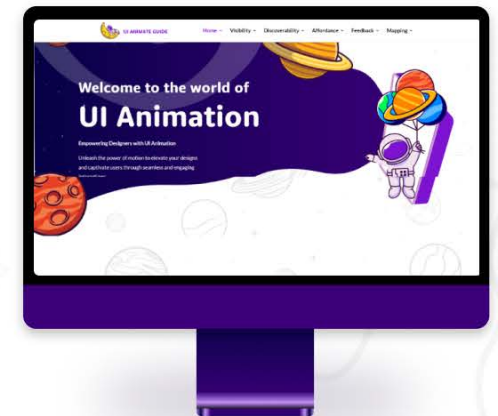 UI ANIMATE GUIDE
Home Visibility Discoverability Affordance Feedback Mapping
Welcome to the world of
UI Animation
Empowering Designers with UI Animation
Unleash the power of motion to elevate your designs
and captivate users through seamless and engaging